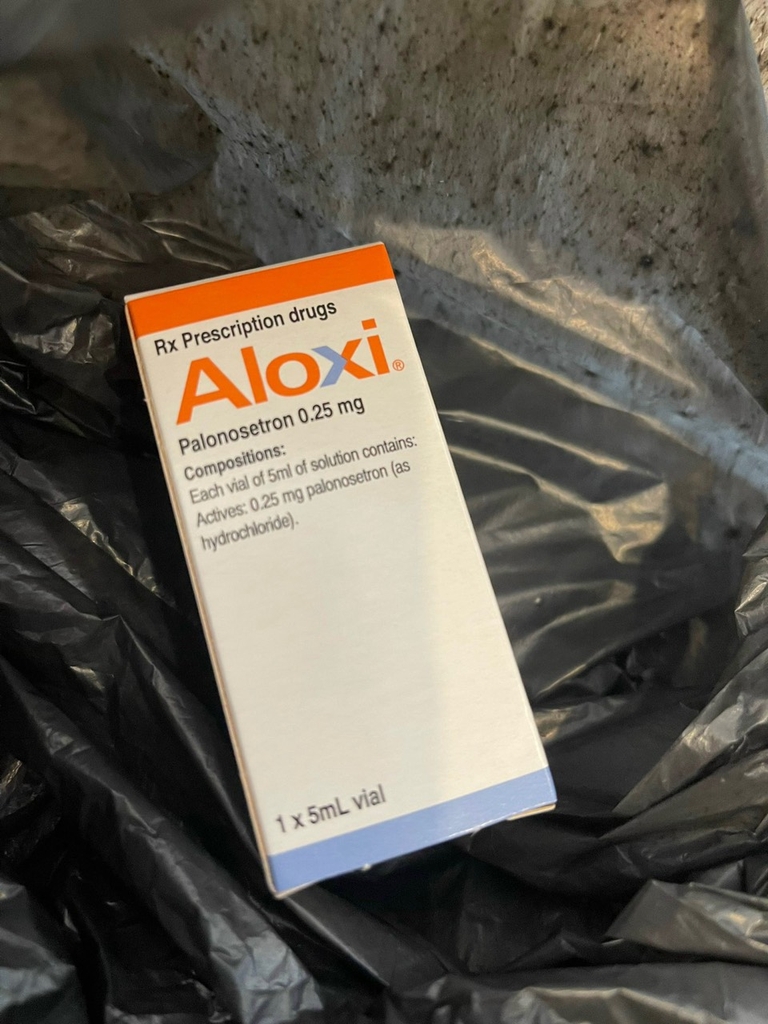 Rx Prescription drugs
Aloxi®
Palonosetron 0.25 mg
Compositions:
Each vial of 5ml of solution contains:
Actives: 0.25 mg palonosetron (as
hydrochloride).
1 x 5mL vial